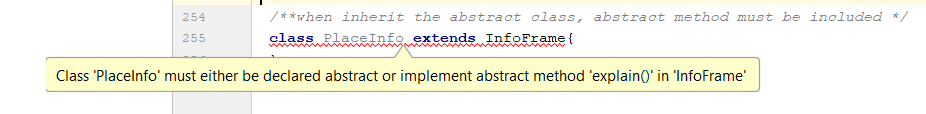 254 /**when inherit the abstract class, abstract method must be included */
255 class PlaceInfo extends InfoFrame{
Class 'PlaceInfo' must either be declared abstract or implement abstract method 'explain()' in 'InfoFrame'